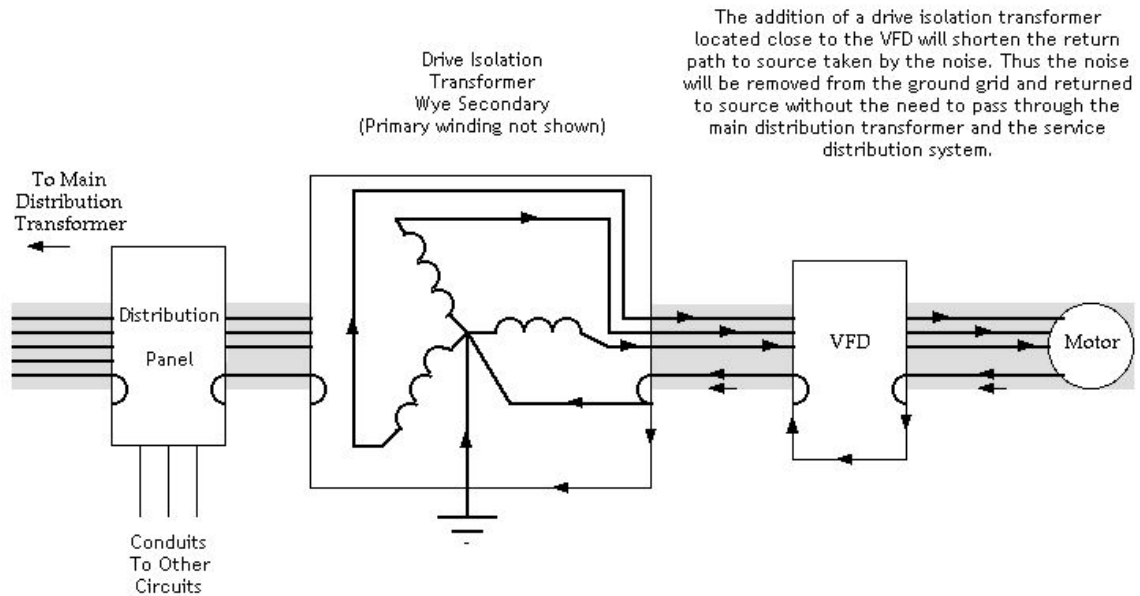 The addition of a drive isolation transformer
located close to the VFD will shorten the return
path to source taken by the noise. Thus the noise
will be removed from the ground grid and returned
to source without the need to pass through the
main distribution transformer and the service
distribution system.
Drive Isolation
Transformer
Wye Secondary
(Primary winding not shown)
To Main
Distribution
Transformer
Distribution
Panel
VFD
Motor
Conduits
To Other
Circuits